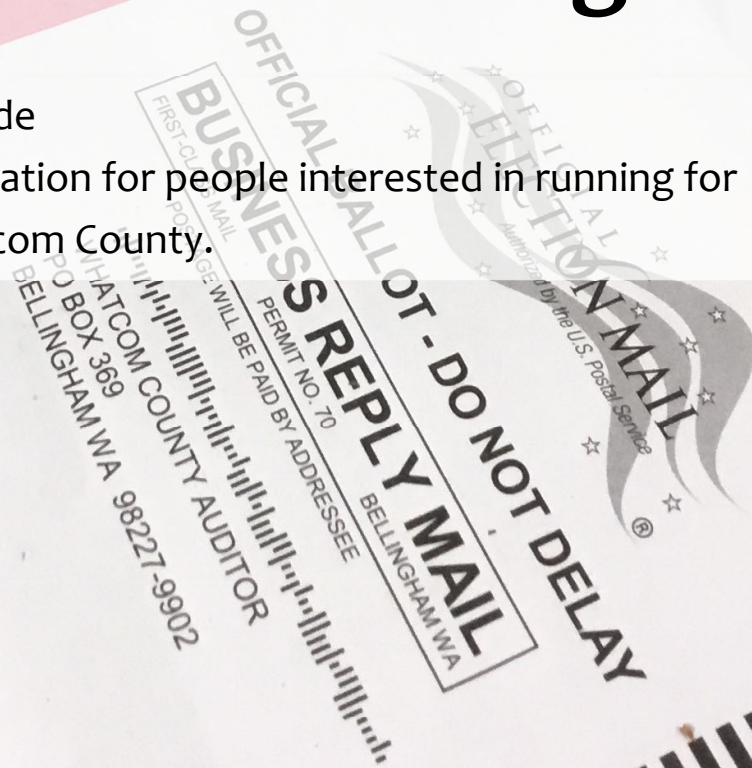 de
ation for people interested in running for
com County.
OFFICIAL BALLOT - DO NOT DELAY
BUSINESS REPLY MAIL
FIRST-CLASS MAIL PERMIT NO. 70 BELLINGHAM WA
POSTAGE WILL BE PAID BY ADDRESSEE
WHATCOM COUNTY AUDITOR
PO BOX 369
BELLINGHAM WA 98227-9902
OFFICIAL
ELECTION MAIL
Authorized by the U.S. Postal Service
®